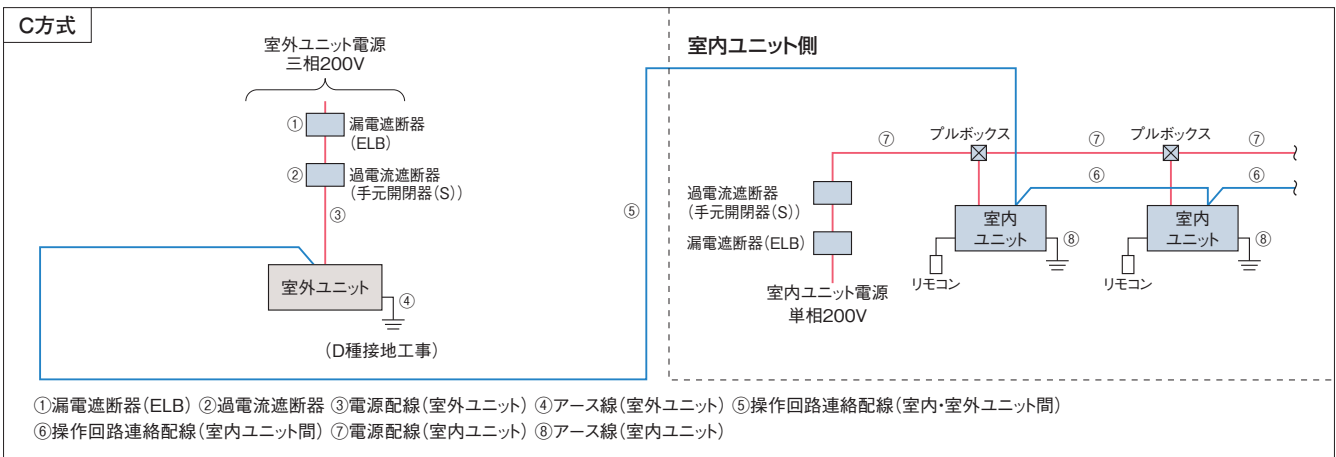 C方式
室外ユニット電源
三相200V
① 漏電遮断器
(ELB)
② 過電流遮断器
(手元開閉器(S))
③
⑤
室外ユニット
④
(D種接地工事)
室内ユニット側
⑦ プルボックス ⑦ プルボックス ⑦
過電流遮断器
(手元開閉器(S))
⑥ ⑥
漏電遮断器(ELB)
室内
ユニット
⑧
室内
ユニット
⑧
リモコン
リモコン
室内ユニット電源
単相200V
①漏電遮断器(ELB) ②過電流遮断器 ③電源配線(室外ユニット) ④アース線(室外ユニット) ⑤操作回路連絡配線(室内・室外ユニット間)
⑥操作回路連絡配線(室内ユニット間) ⑦電源配線(室内ユニット) ⑧アース線(室内ユニット)